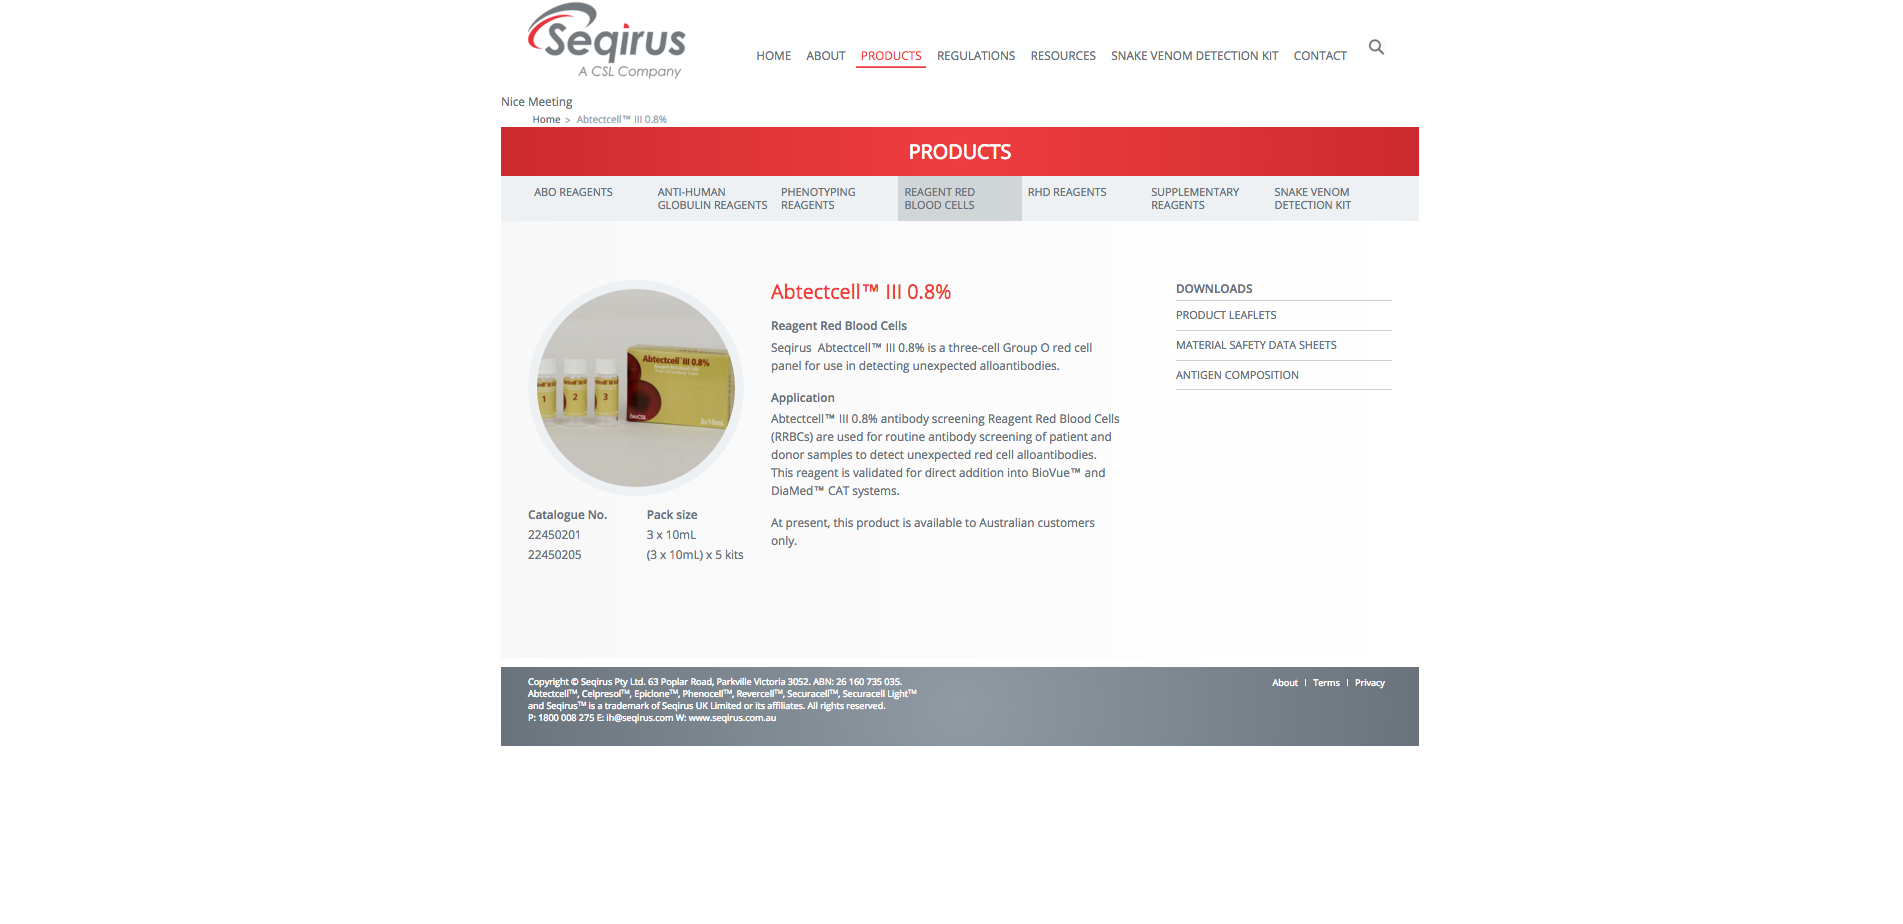 Seqirus
A CSL Company
HOME ABOUT PRODUCTS REGULATIONS RESOURCES SNAKE VENOM DETECTION KIT CONTACT
Nice Meeting
Home > Abtectcell™ III 0.8%
PRODUCTS
ABO REAGENTS
ANTI-HUMAN
GLOBULIN REAGENTS
PHENOTYPING
REAGENTS
REAGENT RED
BLOOD CELLS
RHD REAGENTS
SUPPLEMENTARY
REAGENTS
SNAKE VENOM
DETECTION KIT
Abtectcell™ III 0.8%
Reagent Red Blood Cells
bioCSL
3x10mL
1
2
3
Catalogue No. Pack size
22450201 3 x 10mL
22450205 (3 x 10mL) x 5 kits
Abtectcell™ III 0.8%
Reagent Red Blood Cells
Seqirus Abtectcell™ III 0.8% is a three-cell Group O red cell
panel for use in detecting unexpected alloantibodies.
Application
Abtectcell™ III 0.8% antibody screening Reagent Red Blood Cells
(RRBCs) are used for routine antibody screening of patient and
donor samples to detect unexpected red cell alloantibodies.
This reagent is validated for direct addition into BioVue™ and
DiaMed™ CAT systems.
At present, this product is available to Australian customers
only.
DOWNLOADS
PRODUCT LEAFLETS
MATERIAL SAFETY DATA SHEETS
ANTIGEN COMPOSITION
Copyright © Seqirus Pty Ltd. 63 Poplar Road, Parkville Victoria 3052. ABN: 26 160 735 035.
Abtectcell™, Celpresol™, Epiclone™, Phenocell™, Revercell™, Securacell™, Securacell Light™
and Seqirus™ is a trademark of Seqirus UK Limited or its affiliates. All rights reserved.
P: 1800 008 275 E: ih@seqirus.com W: www.seqirus.com.au
About | Terms | Privacy